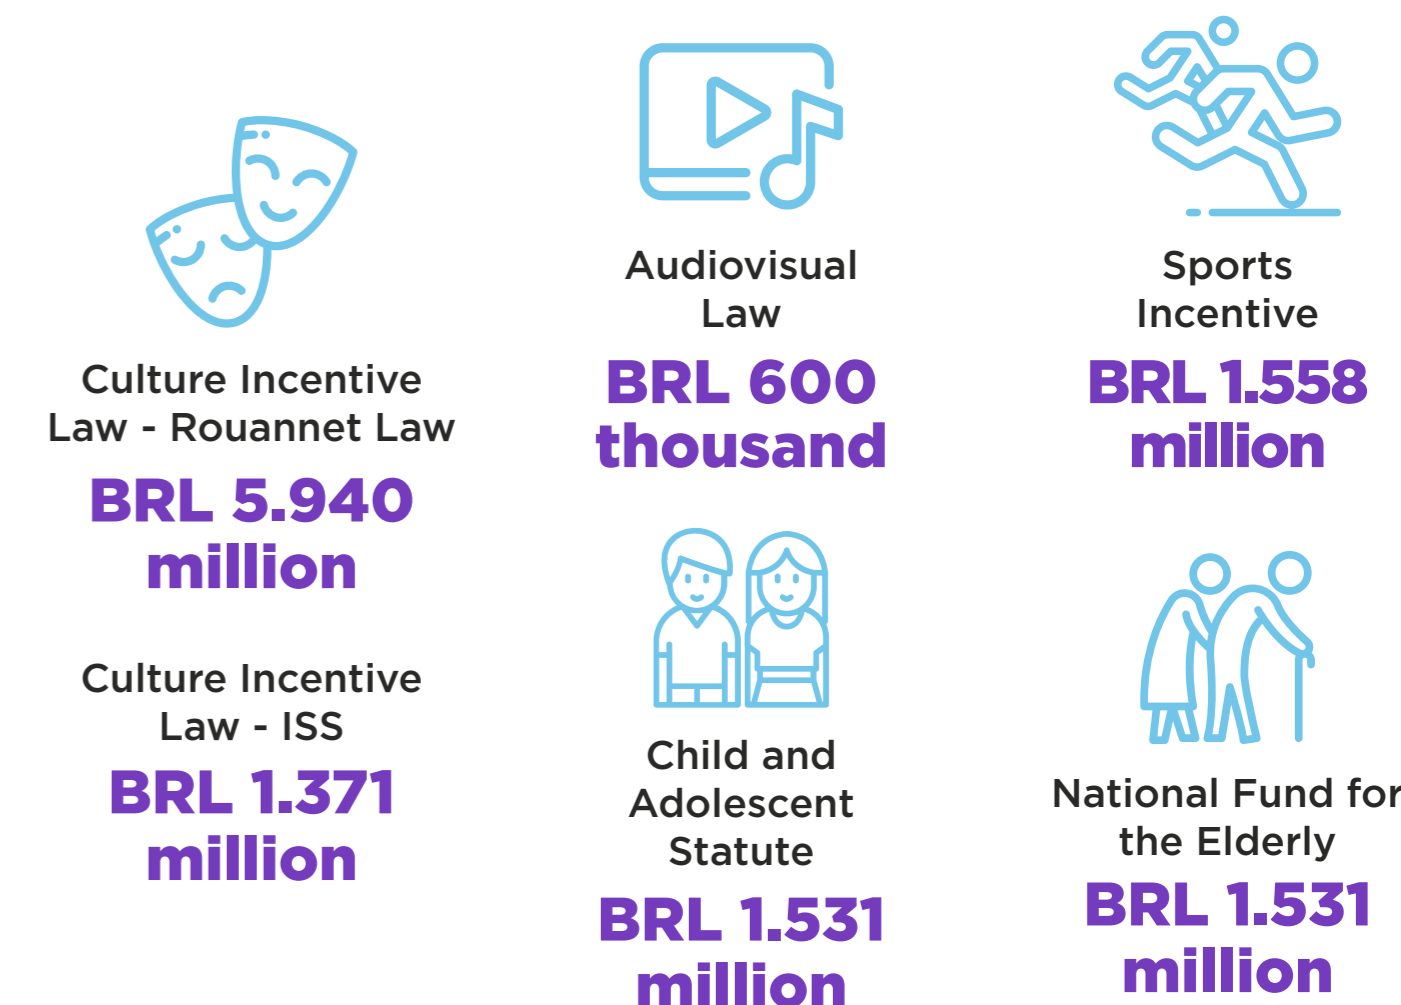 Culture Incentive
Law - Rouannet Law
BRL 5.940
million
Culture Incentive
Law - ISS
BRL 1.371
million
Audiovisual
Law
BRL 600
thousand
Child and
Adolescent
Statute
BRL 1.531
million
Sports
Incentive
BRL 1.558
million
National Fund for
the Elderly
BRL 1.531
million